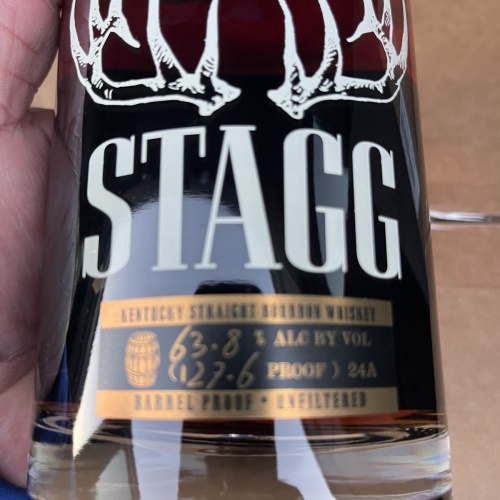 STAGG
KENTUCKY STRAIGHT BOURBON WHISKEY
63.8 % ALC BY VOL
(127.6 PROOF) 24A
BARREL PROOF • UNFILTERED